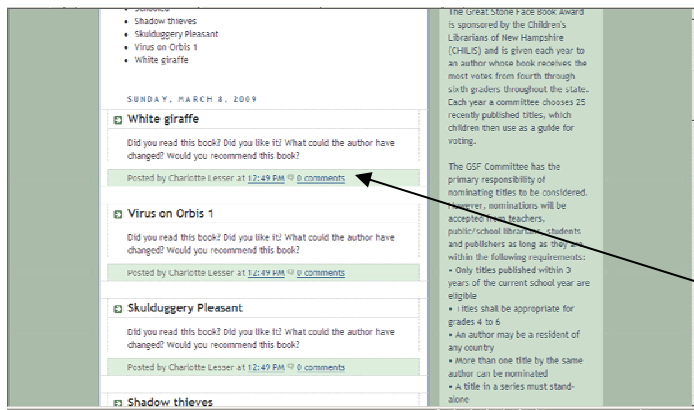 Schooled
• Shadow thieves
• Skulduggery Pleasant
• Virus on Orbis 1
• White giraffe
SUNDAY, MARCH 8, 2009
White giraffe
Did you read this book? Did you like it? What could the author have
changed? Would you recommend this book?
Posted by Charlotte Lesser at 12:49 PM 0 comments
Virus on Orbis 1
Did you read this book? Did you like it? What could the author have
changed? Would you recommend this book?
Posted by Charlotte Lesser at 12:49 PM 0 comments
Skulduggery Pleasant
Did you read this book? Did you like it? What could the author have
changed? Would you recommend this book?
Posted by Charlotte Lesser at 12:49 PM 0 comments
Shadow thieves
The Great Stone Face Book Award
is sponsored by the Children's
Librarians of New Hampshire
(CHILIS) and is given each year to
an author whose book receives the
most votes from fourth through
sixth graders throughout the state.
Each year a committee chooses 25
recently published titles, which
children then use as a guide for
voting.
The GSF Committee has the
primary responsibility of
nominating titles to be considered.
However, nominations will be
accepted from teachers,
public/school librarians, students
and publishers as long as they are
within the following requirements:
• Only titles published within 3
years of the current school year are
eligible
• Titles shall be appropriate for
grades 4 to 6
• An author may be a resident of
any country
• More than one title by the same
author can be nominated
• A title in a series must stand-
alone